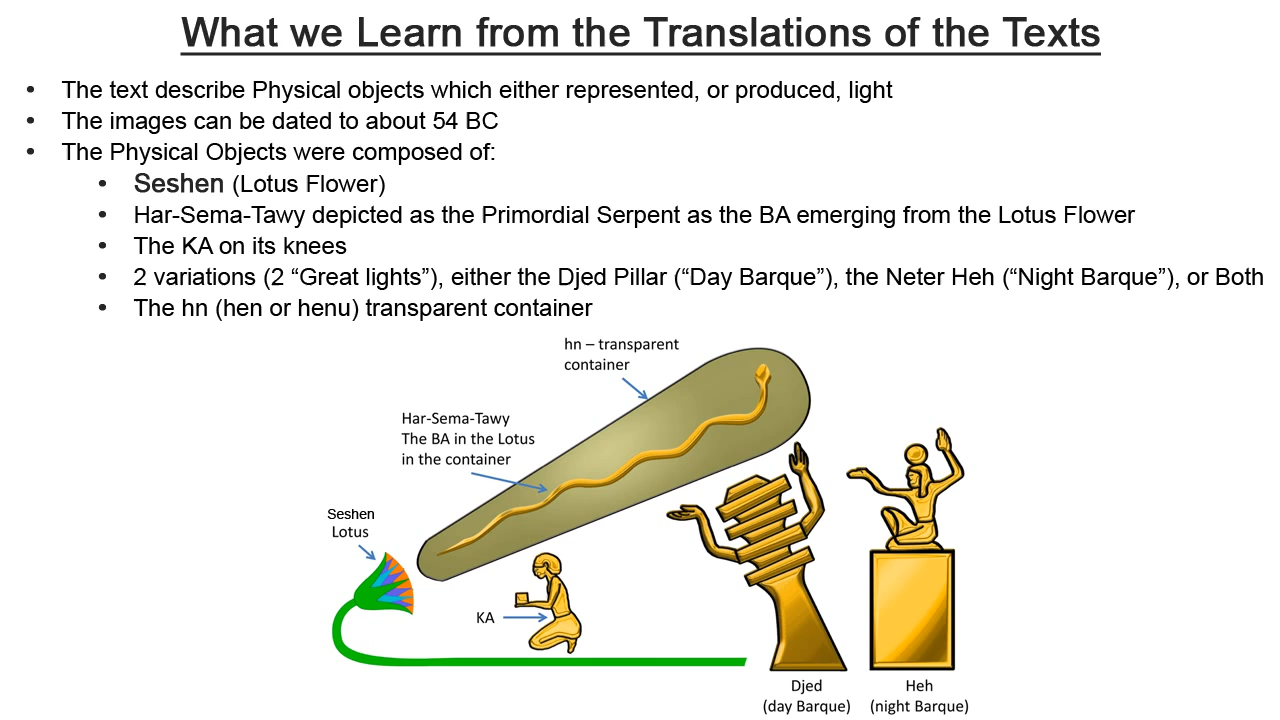 What we Learn from the Translations of the Texts
• The text describe Physical objects which either represented, or produced, light
• The images can be dated to about 54 BC
• The Physical Objects were composed of:
• Seshen (Lotus Flower)
• Har-Sema-Tawy depicted as the Primordial Serpent as the BA emerging from the Lotus Flower
• The KA on its knees
• 2 variations (2 “Great lights”), either the Djed Pillar (“Day Barque”), the Neter Heh (“Night Barque”), or Both
• The hn (hen or henu) transparent container
hn – transparent
container
Har-Sema-Tawy
The BA in the Lotus
in the container
Seshen
Lotus
KA
Djed
(day Barque)
Heh
(night Barque)